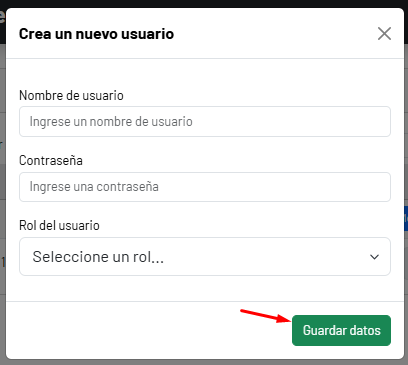 Crea un nuevo usuario
Nombre de usuario
Ingrese un nombre de usuario
Contraseña
Ingrese una contraseña
Rol del usuario
Seleccione un rol...
Guardar datos